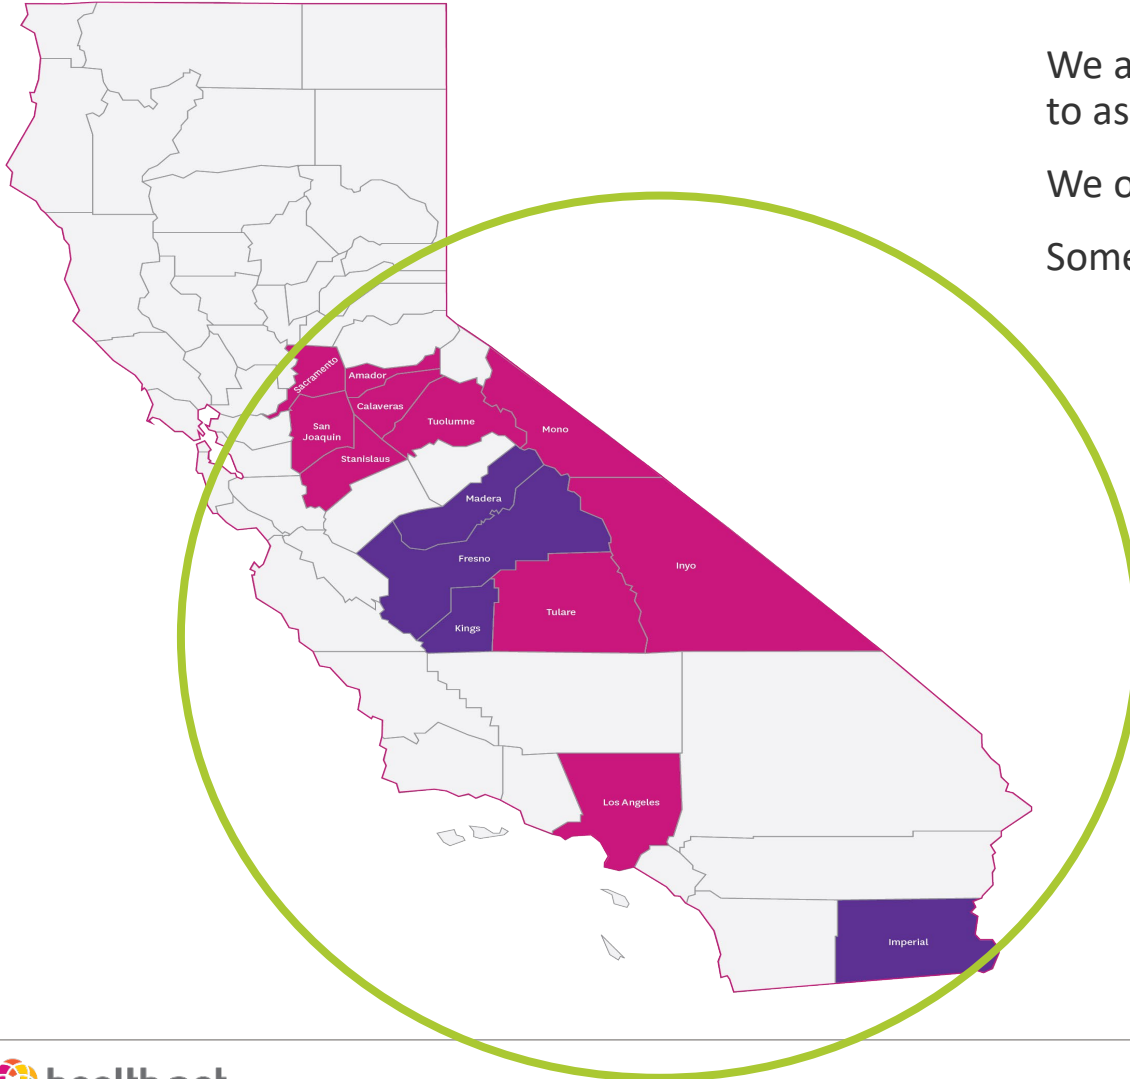 We a
to as
We o
Some
Sacramento
Amador
Calaveras
Tuolumne
Mono
San
Joaquin
Stanislaus
Madera
Fresno
Inyo
Tulare
Kings
Los Angeles
Imperial